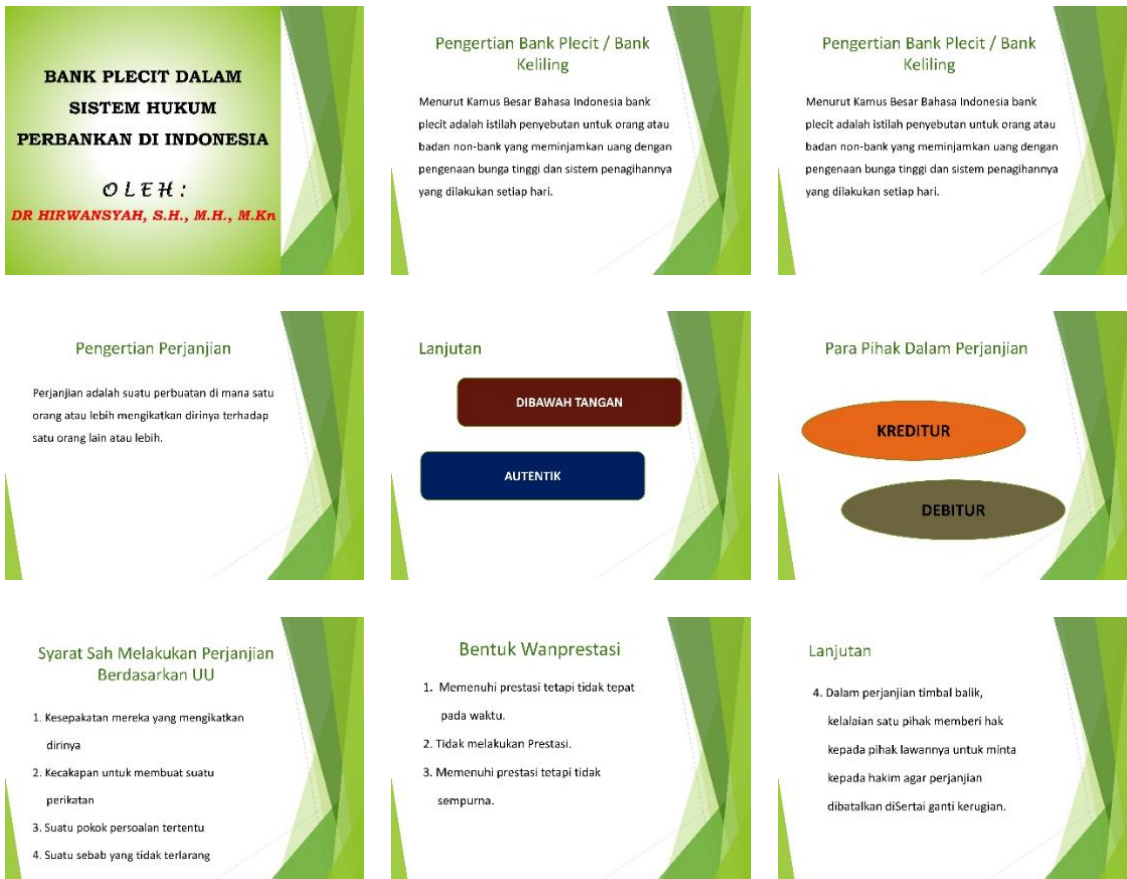 BANK PLECIT DALAM
SISTEM HUKUM
PERBANKAN DI INDONESIA
OLEH :
DR HIRWANSYAH, S.H., M.H., M.Kn
Pengertian Bank Plecit / Bank
Keliling
Menurut Kamus Besar Bahasa Indonesia bank
plecit adalah istilah penyebutan untuk orang atau
badan non-bank yang meminjamkan uang dengan
pengenaan bunga tinggi dan sistem penagihannya
yang dilakukan setiap hari.
Pengertian Bank Plecit / Bank
Keliling
Menurut Kamus Besar Bahasa Indonesia bank
plecit adalah istilah penyebutan untuk orang atau
badan non-bank yang meminjamkan uang dengan
pengenaan bunga tinggi dan sistem penagihannya
yang dilakukan setiap hari.
Pengertian Perjanjian
Perjanjian adalah suatu perbuatan di mana satu
orang atau lebih mengikatkan dirinya terhadap
satu orang lain atau lebih.
Lanjutan
DIBAWAH TANGAN
AUTENTIK
Para Pihak Dalam Perjanjian
KREDITUR
DEBITUR
Syarat Sah Melakukan Perjanjian
Berdasarkan UU
1. Kesepakatan mereka yang mengikatkan
dirinya
2. Kecakapan untuk membuat suatu
perikatan
3. Suatu pokok persoalan tertentu
4. Suatu sebab yang tidak terlarang
Bentuk Wanprestasi
1. Memenuhi prestasi tetapi tidak tepat
pada waktu.
2. Tidak melakukan Prestasi.
3. Memenuhi prestasi tetapi tidak
sempurna.
Lanjutan
4. Dalam perjanjian timbal balik,
kelalaian satu pihak memberi hak
kepada pihak lawannya untuk minta
kepada hakim agar perjanjian
dibatalkan diSertai ganti kerugian.